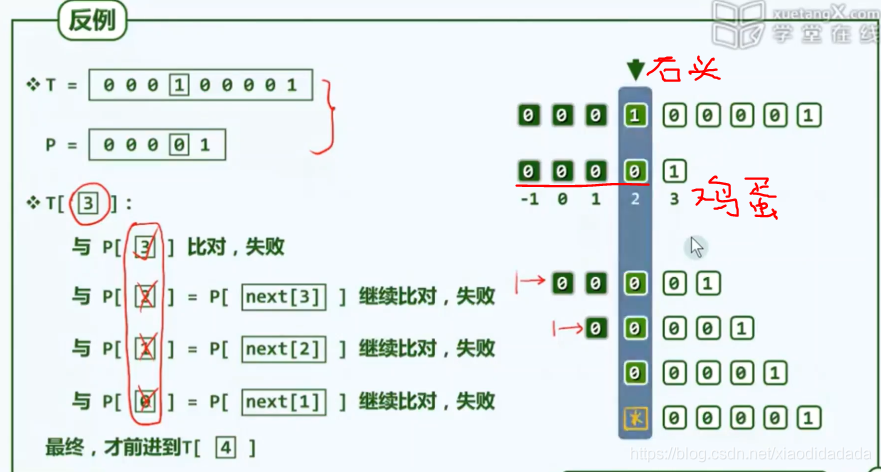 反例
xuetangX.com
学堂在线
❖ T = 0 0 0 1 0 0 0 0 1
P = 0 0 0 0 1
❖ T[ 3 ] :
与 P[ 3 ] 比对，失败
与 P[ 2 ] = P[ next[3] ] 继续比对，失败
与 P[ 1 ] = P[ next[2] ] 继续比对，失败
与 P[ 0 ] = P[ next[1] ] 继续比对，失败
最终，才前进到T[ 4 ]
石头
0 0 0 1 0 0 0 0 1
0 0 0 0 1
-1 0 1 2 3
鸡蛋
0 0 0 0 1
0 0 0 0 1
0 0 0 0 1
* 0 0 0 0 1
https://blog.csdn.net/xiaodidadada